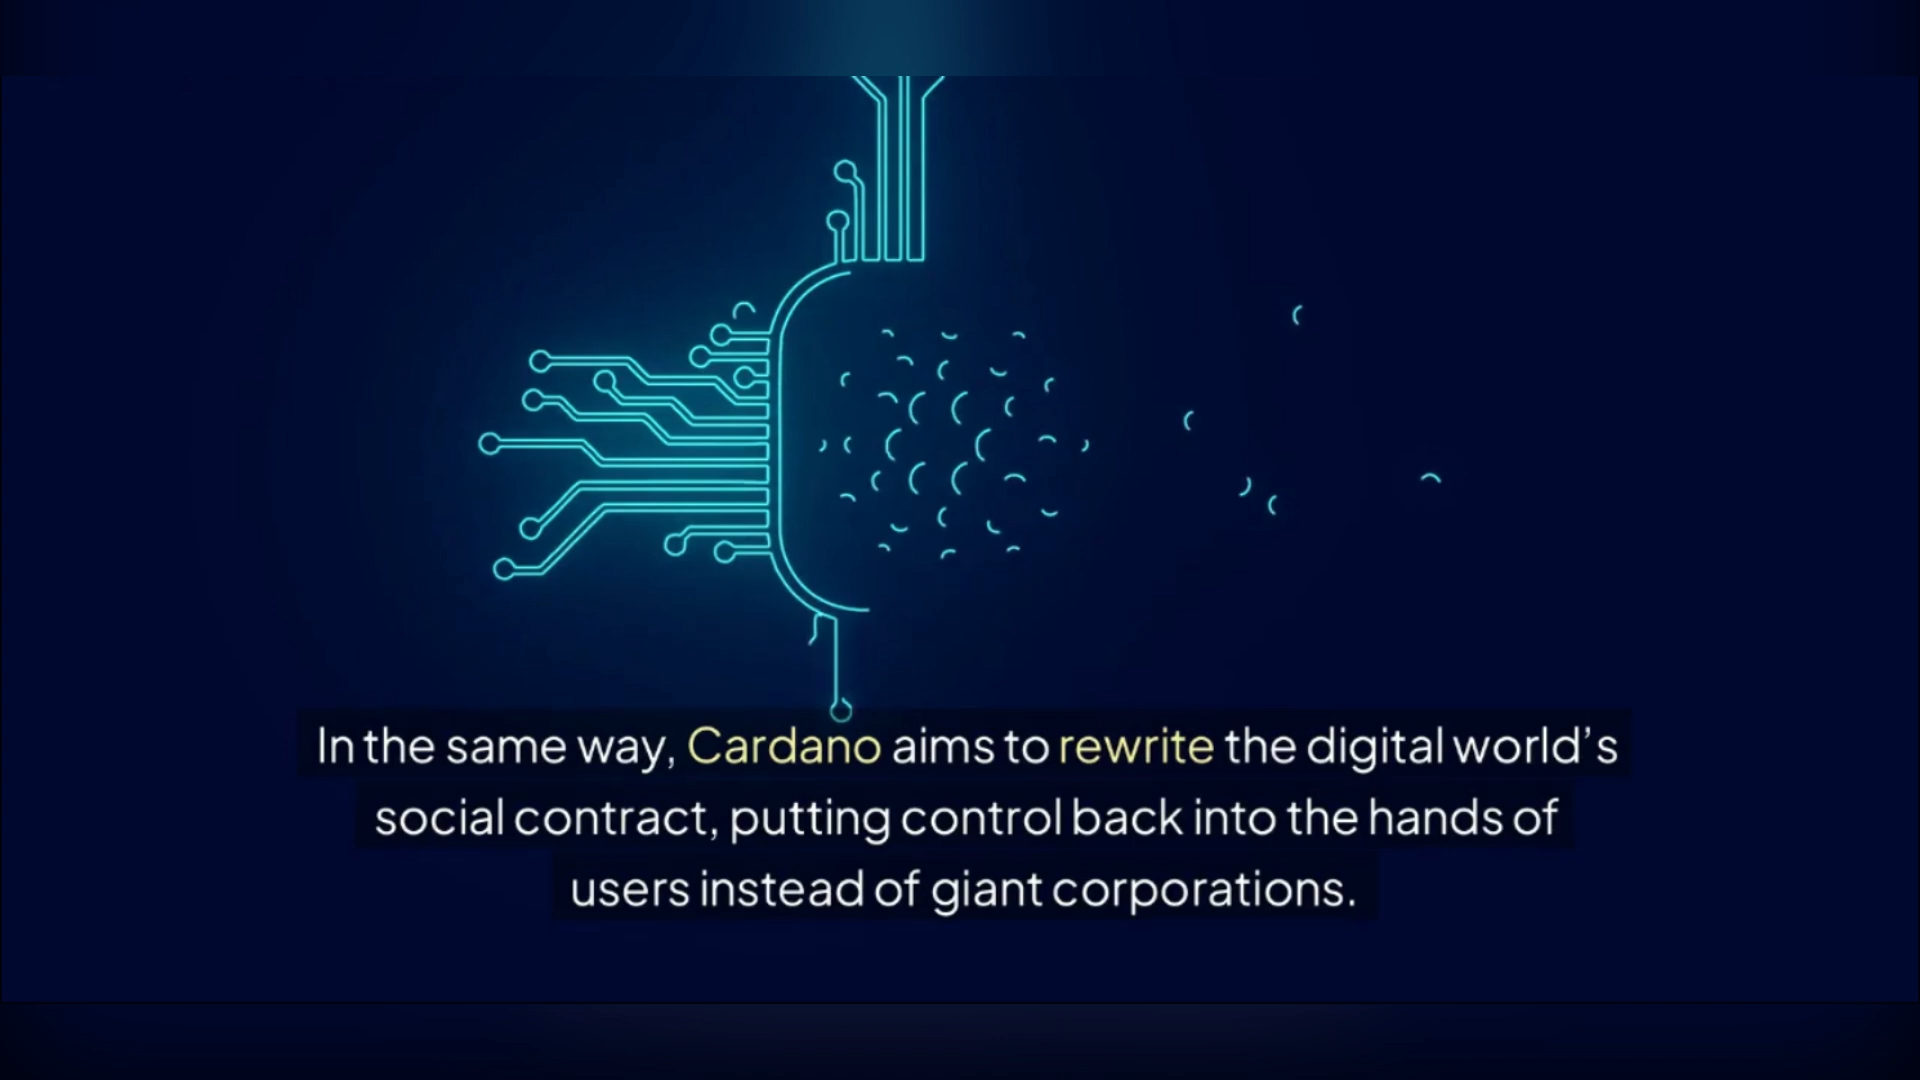 In the same way, Cardano aims to rewrite the digital world’s
social contract, putting control back into the hands of
users instead of giant corporations.